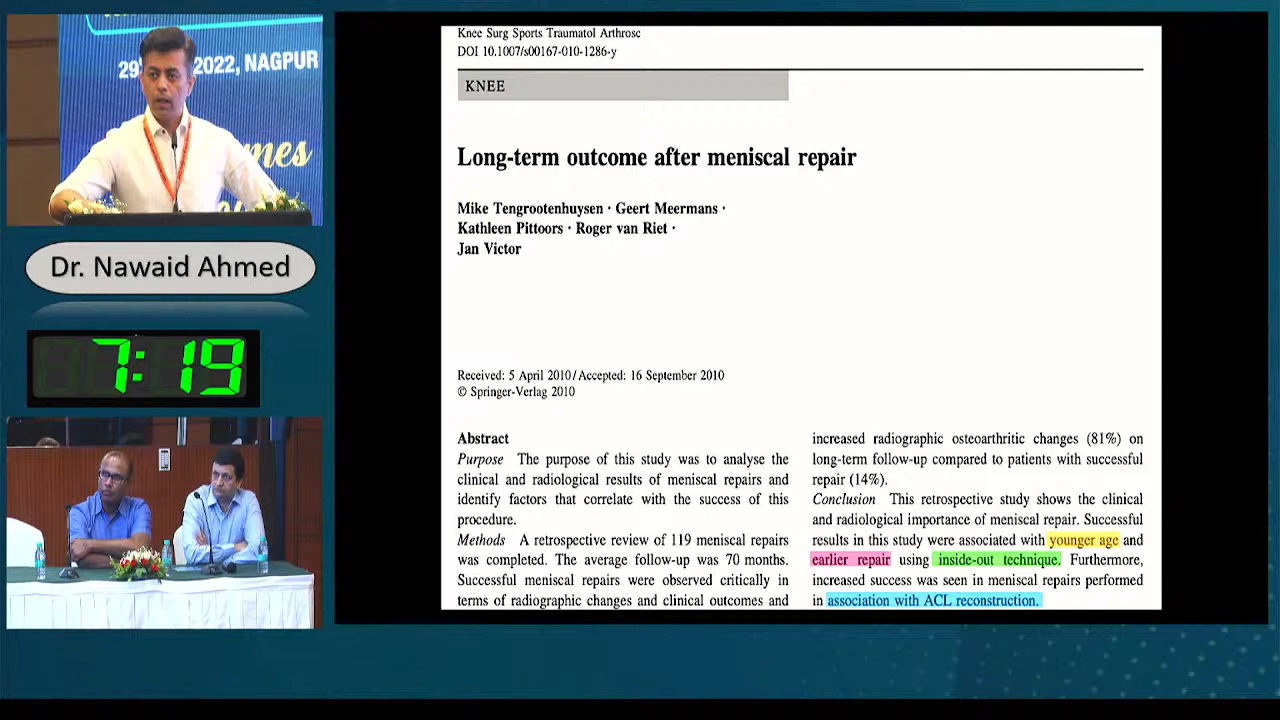 29
2022, NAGPUR
Dr. Nawaid Ahmed
7:19
Knee Surg Sports Traumatol Arthrosc
DOI 10.1007/s00167-010-1286-y
KNEE
Long-term outcome after meniscal repair
Mike Tengrootenhuysen · Geert Meermans ·
Kathleen Pittoors · Roger van Riet ·
Jan Victor
Received: 5 April 2010 / Accepted: 16 September 2010
© Springer-Verlag 2010
Abstract
Purpose The purpose of this study was to analyse the
clinical and radiological results of meniscal repairs and
identify factors that correlate with the success of this
procedure.
Methods A retrospective review of 119 meniscal repairs
was completed. The average follow-up was 70 months.
Successful meniscal repairs were observed critically in
terms of radiographic changes and clinical outcomes and
increased radiographic osteoarthritic changes (81%) on
long-term follow-up compared to patients with successful
repair (14%).
Conclusion This retrospective study shows the clinical
and radiological importance of meniscal repair. Successful
results in this study were associated with younger age and
earlier repair using inside-out technique. Furthermore,
increased success was seen in meniscal repairs performed
in association with ACL reconstruction.